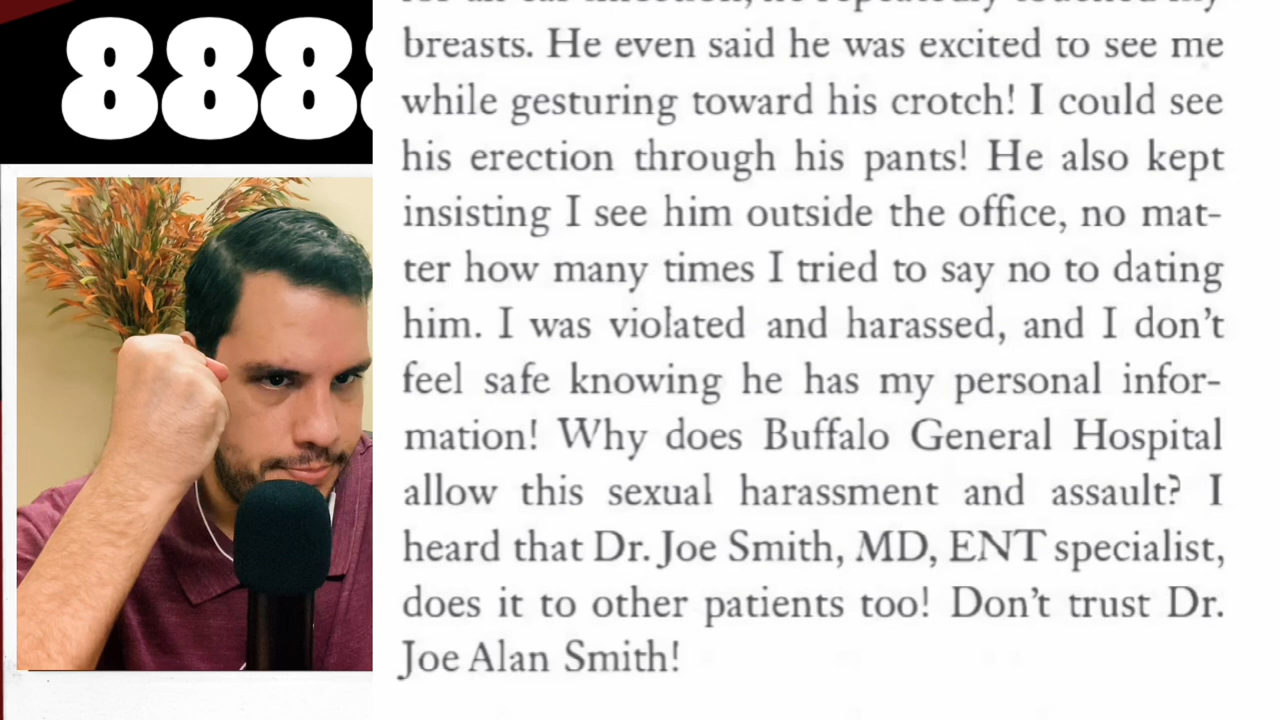 888
breasts. He even said he was excited to see me
while gesturing toward his crotch! I could see
his erection through his pants! He also kept
insisting I see him outside the office, no mat-
ter how many times I tried to say no to dating
him. I was violated and harassed, and I don't
feel safe knowing he has my personal infor-
mation! Why does Buffalo General Hospital
allow this sexual harassment and assault? I
heard that Dr. Joe Smith, MD, ENT specialist,
does it to other patients too! Don't trust Dr.
Joe Alan Smith!